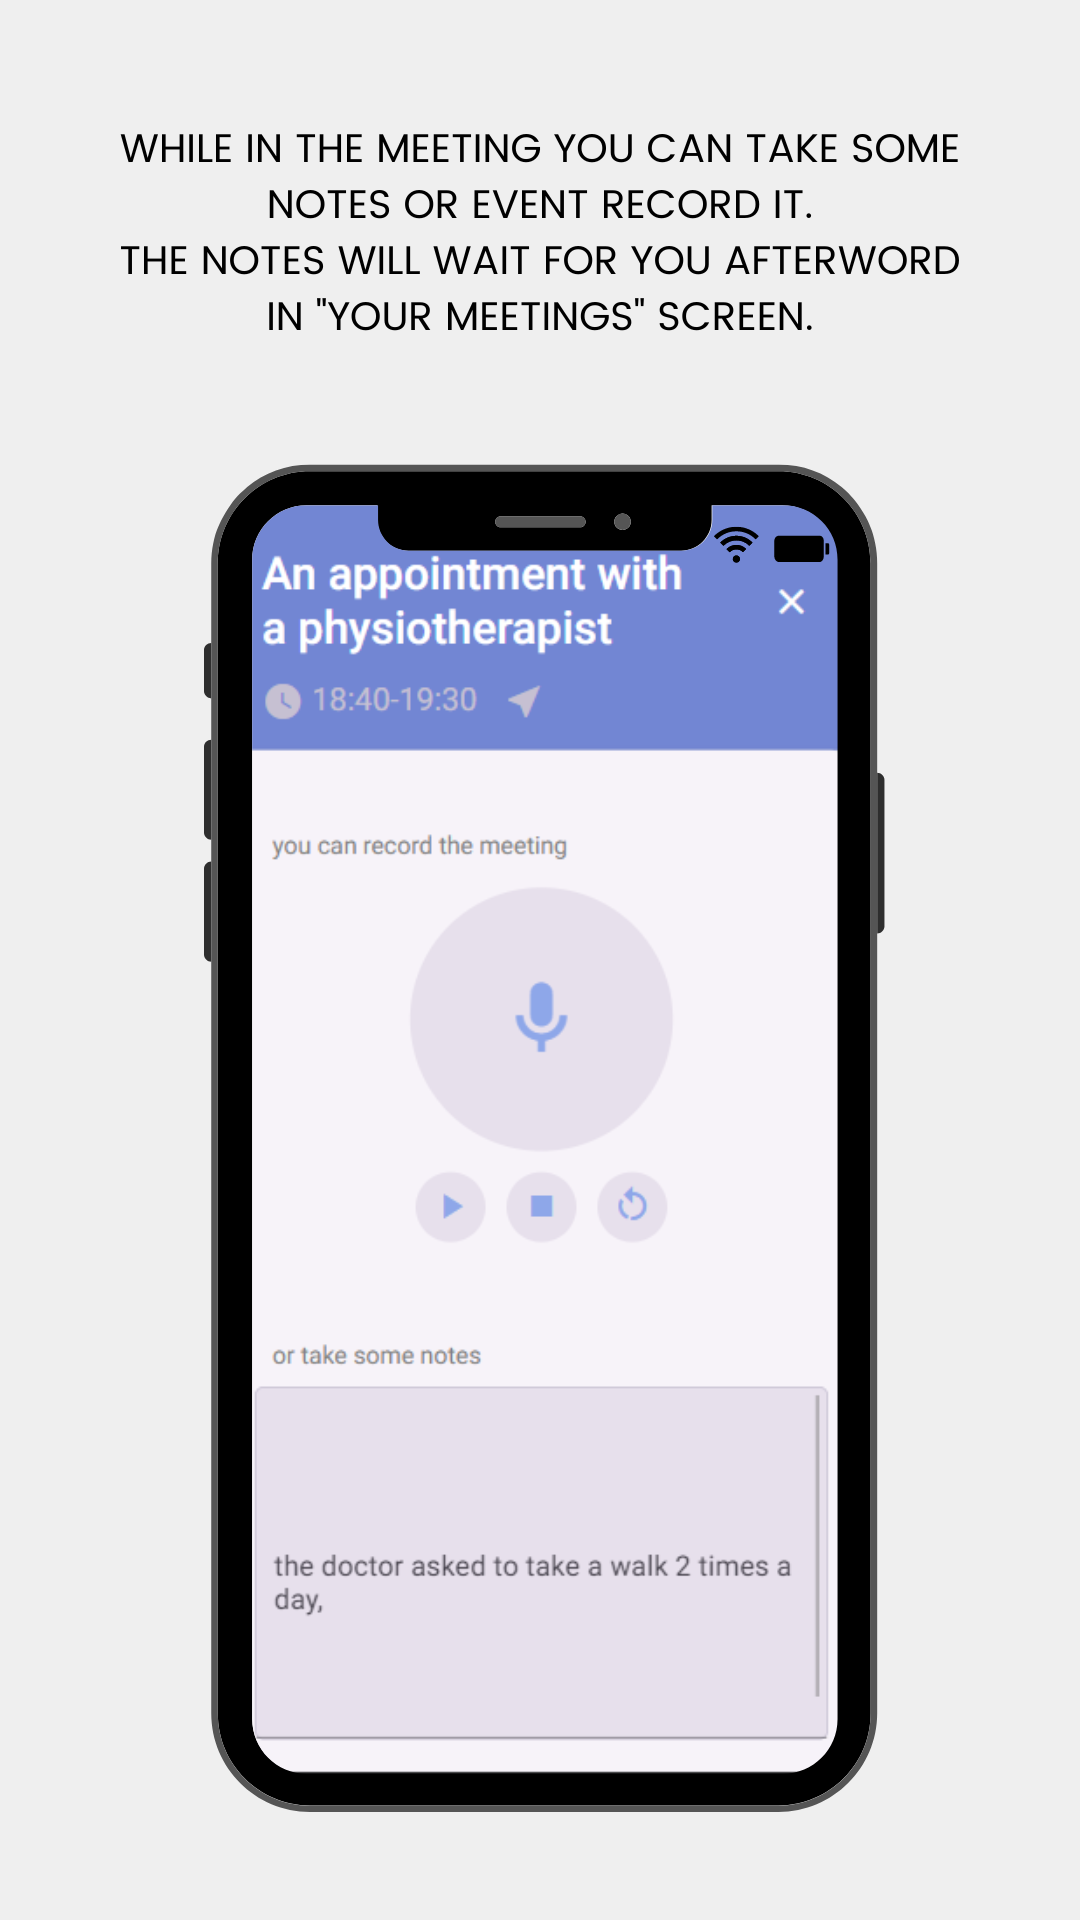 WHILE IN THE MEETING YOU CAN TAKE SOME
NOTES OR EVENT RECORD IT.
THE NOTES WILL WAIT FOR YOU AFTERWORD
IN "YOUR MEETINGS" SCREEN.
An appointment with
a physiotherapist
18:40-19:30
you can record the meeting
or take some notes
the doctor asked to take a walk 2 times a
day,